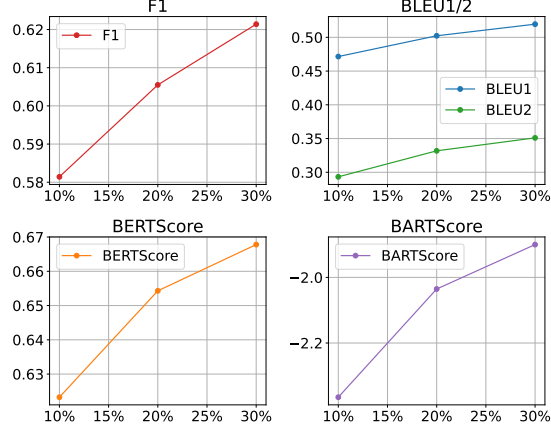 F1
0.62
0.61
0.60
0.59
0.58
F1
10% 15% 20% 25% 30%
BLEU1/2
0.50
0.45
0.40
0.35
0.30
BLEU1
BLEU2
10% 15% 20% 25% 30%
BERTScore
0.67
0.66
0.65
0.64
0.63
BERTScore
10% 15% 20% 25% 30%
BARTScore
−2.0
−2.2
BARTScore
10% 15% 20% 25% 30%